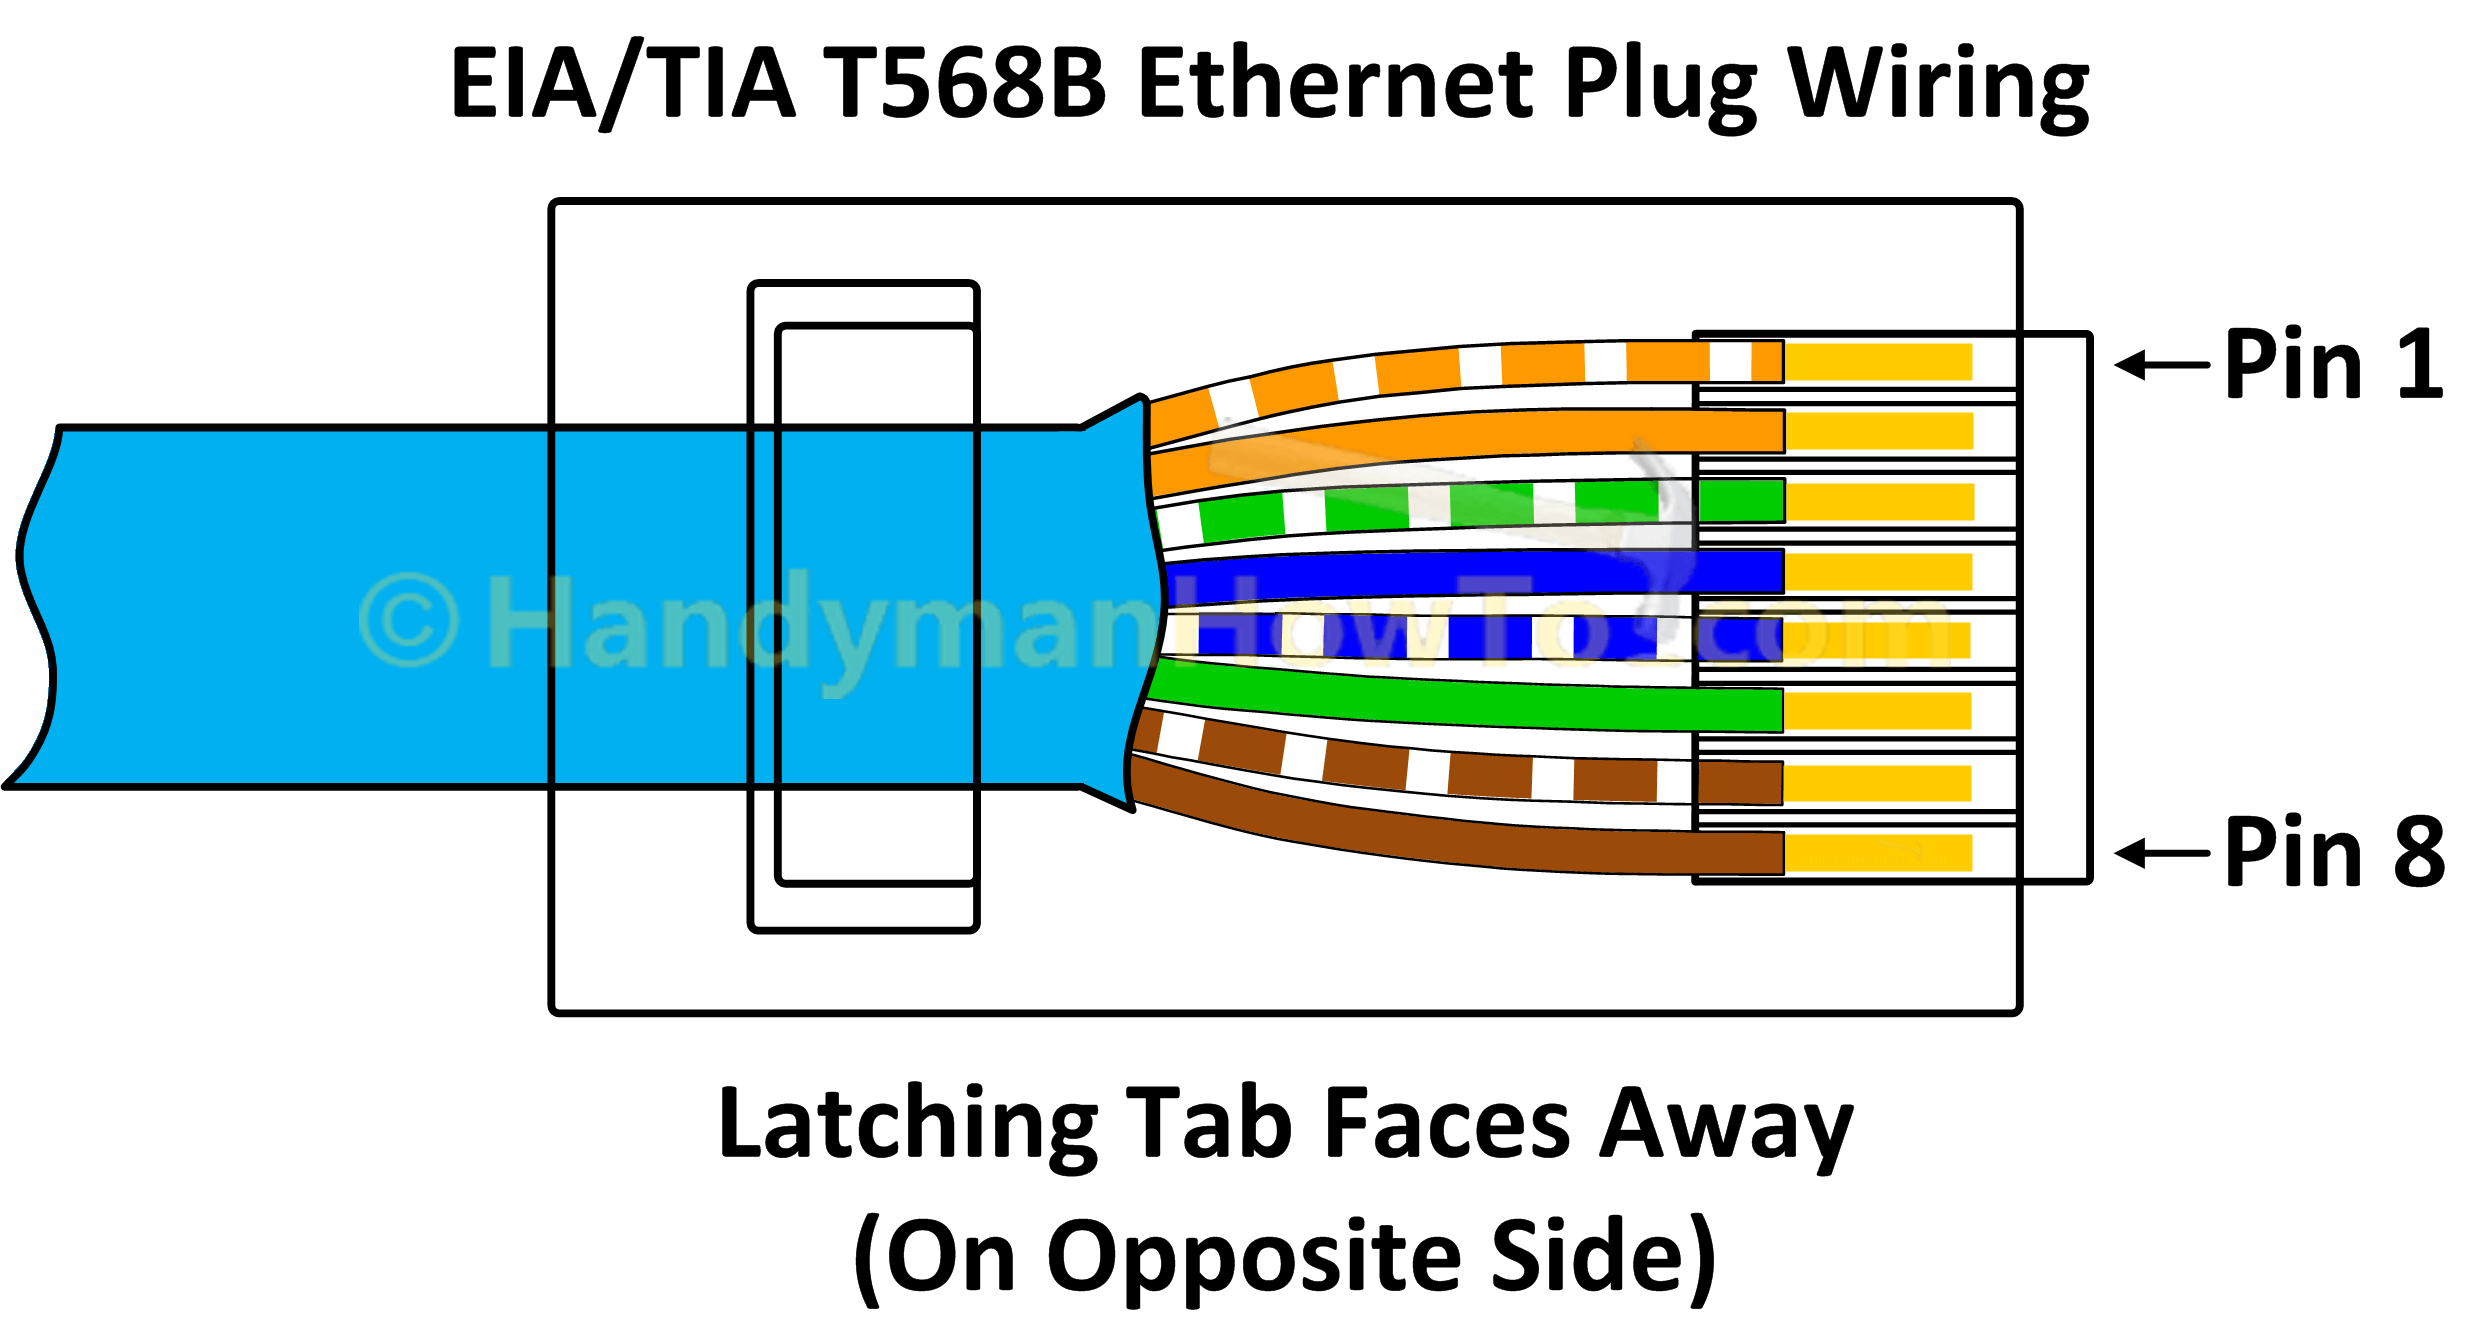 EIA/TIA T568B Ethernet Plug Wiring
Pin 1
©HandymanHowTo.com
Pin 8
Latching Tab Faces Away
(On Opposite Side)